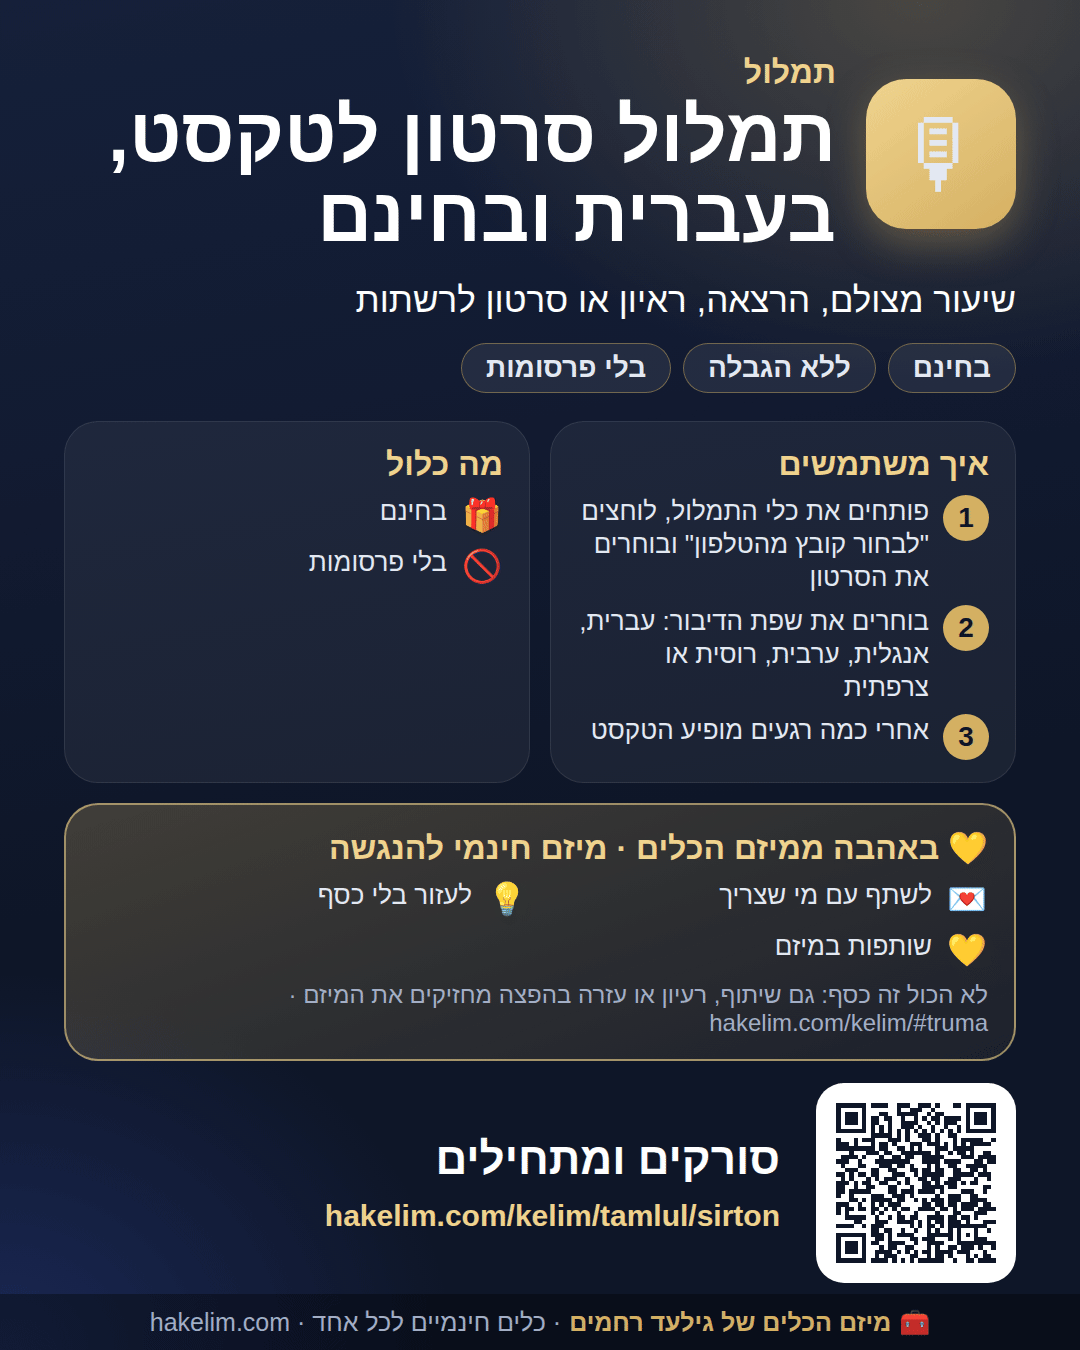 תמלול
תמלול סרטון לטקסט,
בעברית ובחינם
שיעור מצולם, הרצאה, ראיון או סרטון לרשתות
בחינם
ללא הגבלה
בלי פרסומות
איך משתמשים
1 פותחים את כלי התמלול, לוחצים
"לבחור קובץ מהטלפון" ובוחרים
את הסרטון
2 בוחרים את שפת הדיבור: עברית,
אנגלית, ערבית, רוסית או
צרפתית
3 אחרי כמה רגעים מופיע הטקסט
מה כלול
🎁 בחינם
🚫 בלי פרסומות
💛 באהבה ממיזם הכלים · מיזם חינמי להנגשה
💌 לשתף עם מי שצריך
💡 לעזור בלי כסף
💛 שותפות במיזם
לא הכול זה כסף: גם שיתוף, רעיון או עזרה בהפצה מחזיקים את המיזם ·
hakelim.com/kelim/#truma
סורקים ומתחילים
hakelim.com/kelim/tamlul/sirton
🧰 מיזם הכלים של גילעד רחמים · כלים חינמיים לכל אחד · hakelim.com